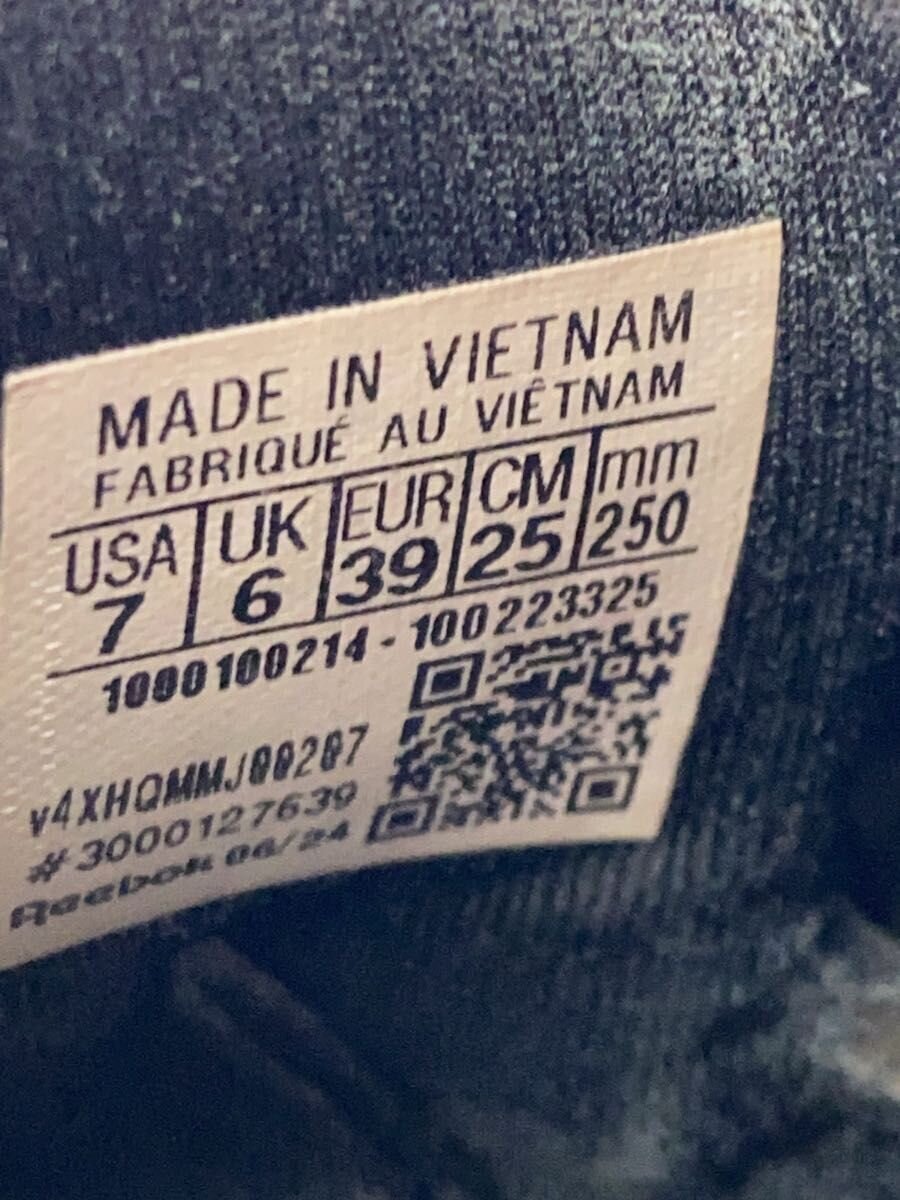 MADE IN VIETNAM
FABRIQUÉ AU VIÊTNAM
USA UK EUR CM mm
7 6 39 25 250
1000100214 - 100223325
v4XHQMMJ00207
#3000127639
Reebok 06/24